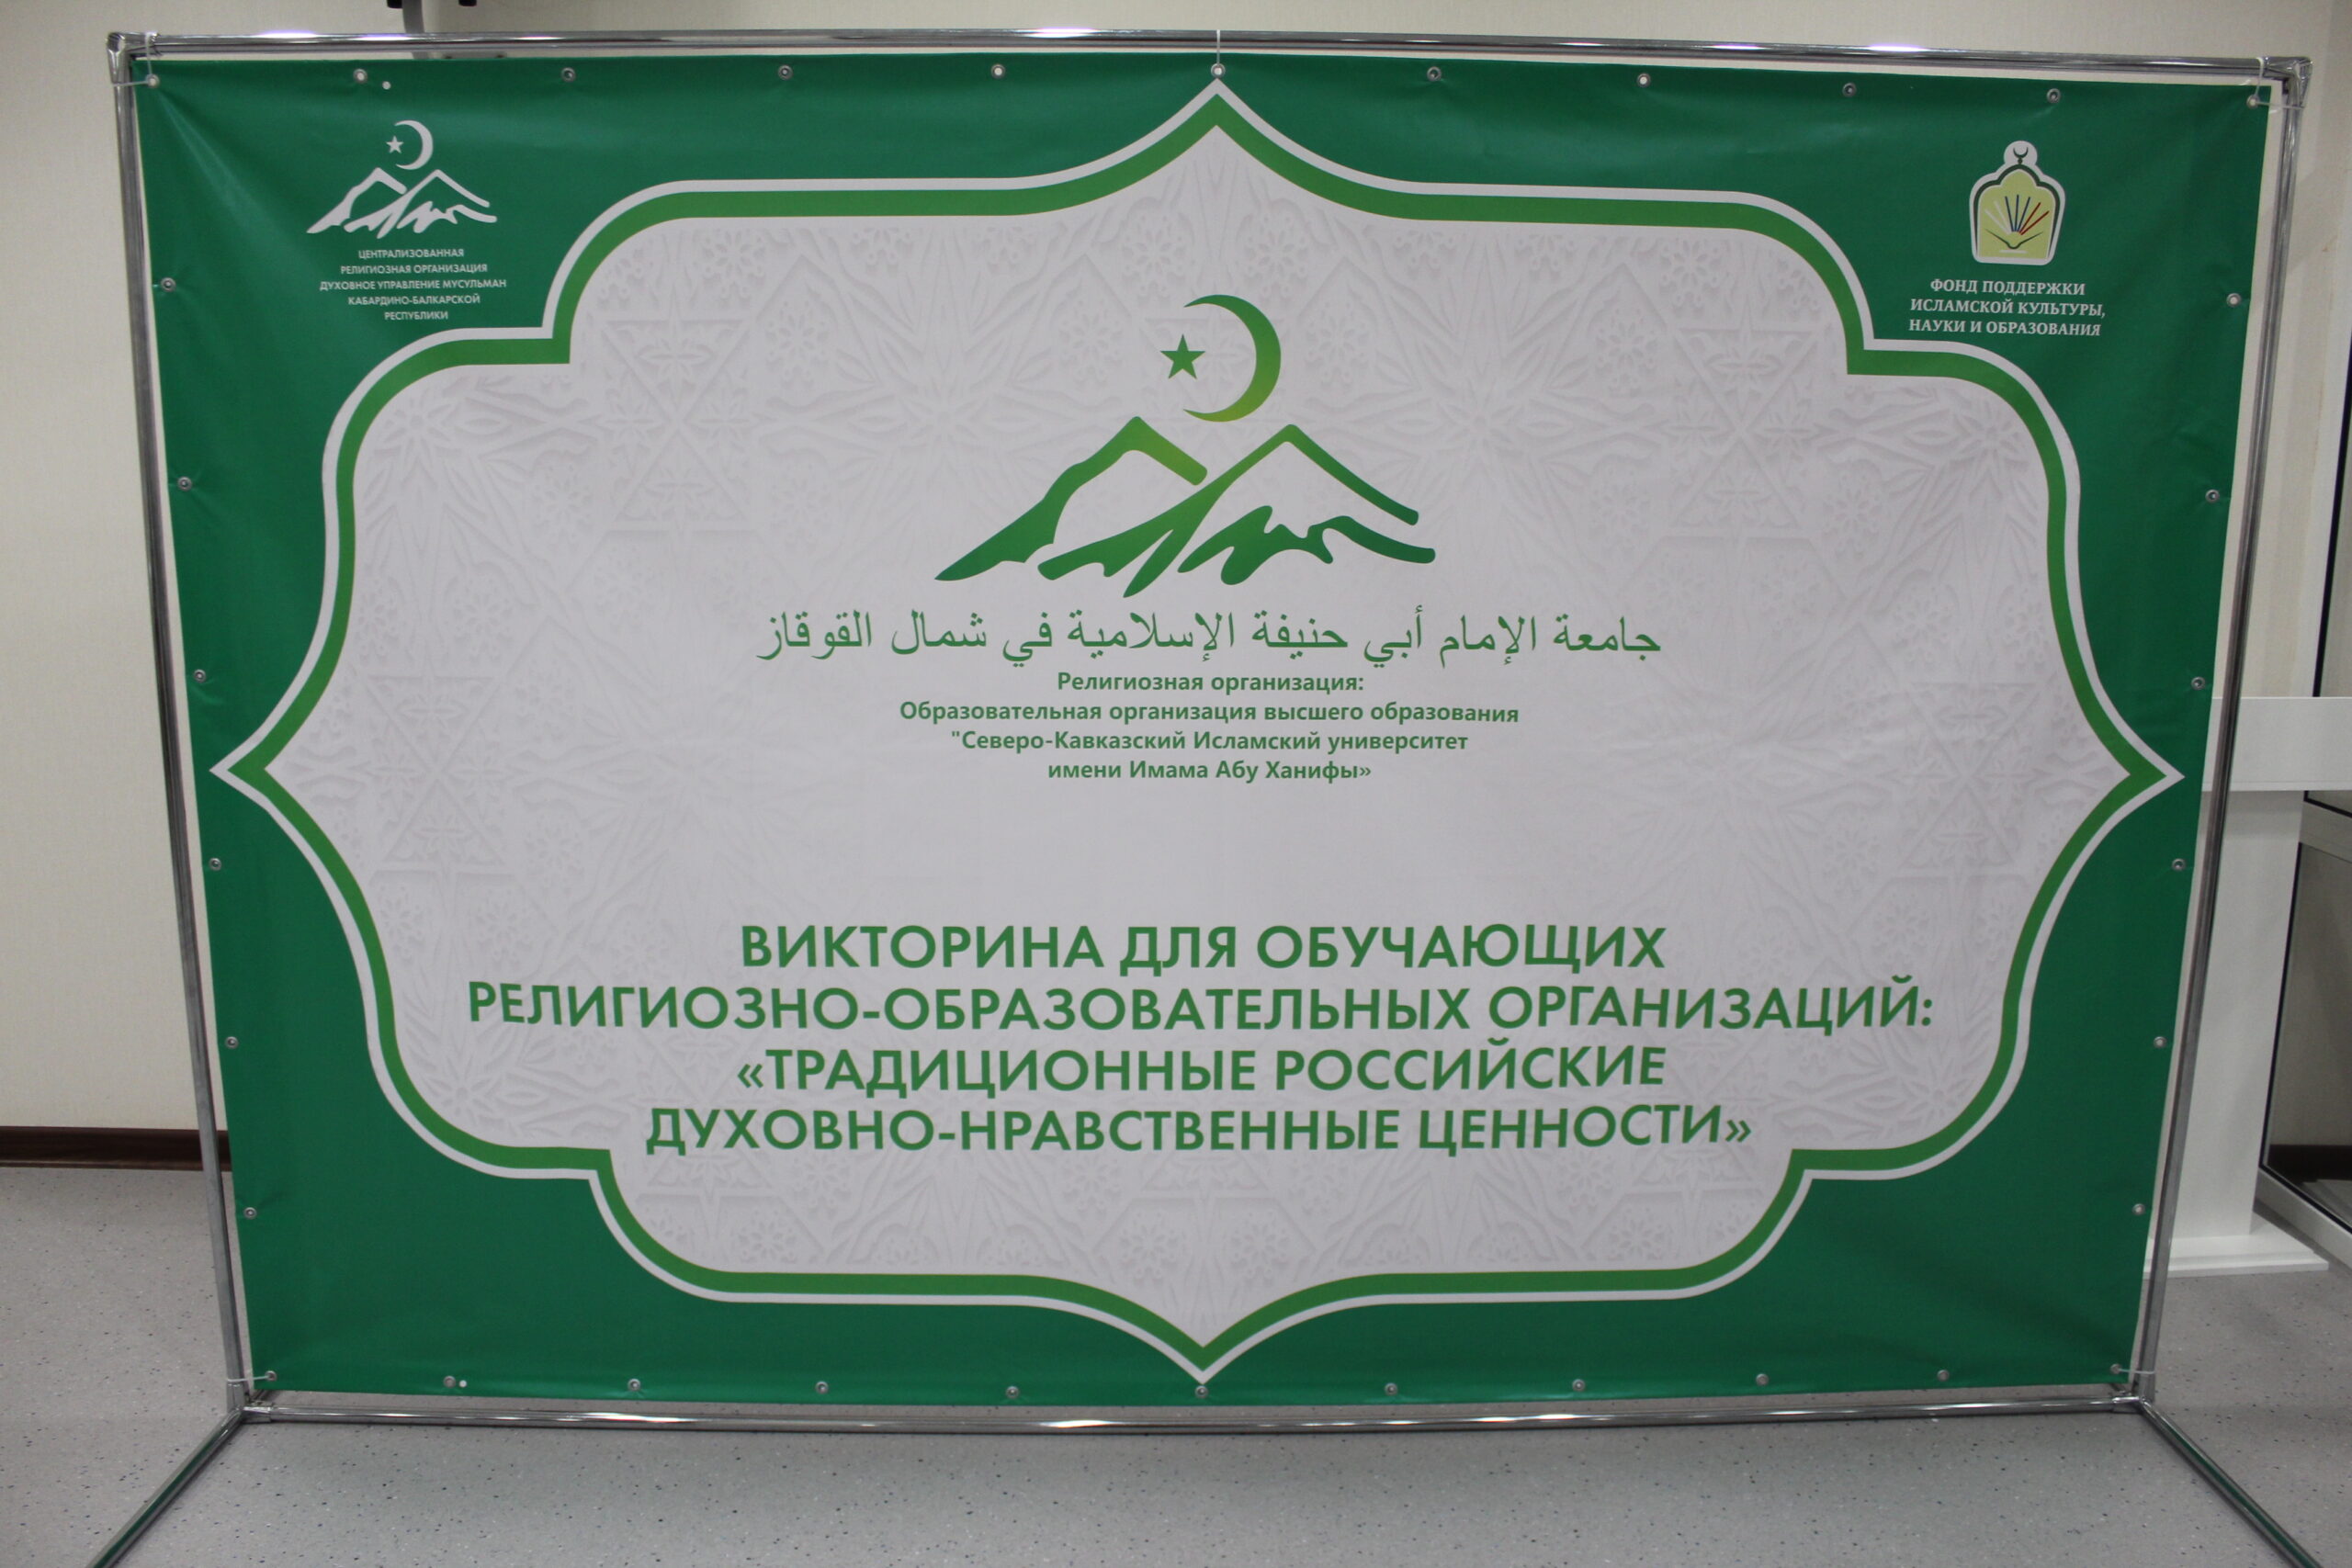 ЦЕНТРАЛИЗОВАННАЯ
РЕЛИГИОЗНАЯ ОРГАНИЗАЦИЯ
ДУХОВНОЕ УПРАВЛЕНИЕ МУСУЛЬМАН
КАБАРДИНО-БАЛКАРСКОЙ
РЕСПУБЛИКИ
ФОНД ПОДДЕРЖКИ
ИСЛАМСКОЙ КУЛЬТУРЫ,
НАУКИ И ОБРАЗОВАНИЯ
جامعة الإمام أبي حنيفة الإسلامية في شمال القوقاز
Религиозная организация:
Образовательная организация высшего образования
"Северо-Кавказский Исламский университет
имени Имама Абу Ханифы»
ВИКТОРИНА ДЛЯ ОБУЧАЮЩИХ
РЕЛИГИОЗНО-ОБРАЗОВАТЕЛЬНЫХ ОРГАНИЗАЦИЙ:
«ТРАДИЦИОННЫЕ РОССИЙСКИЕ
ДУХОВНО-НРАВСТВЕННЫЕ ЦЕННОСТИ»